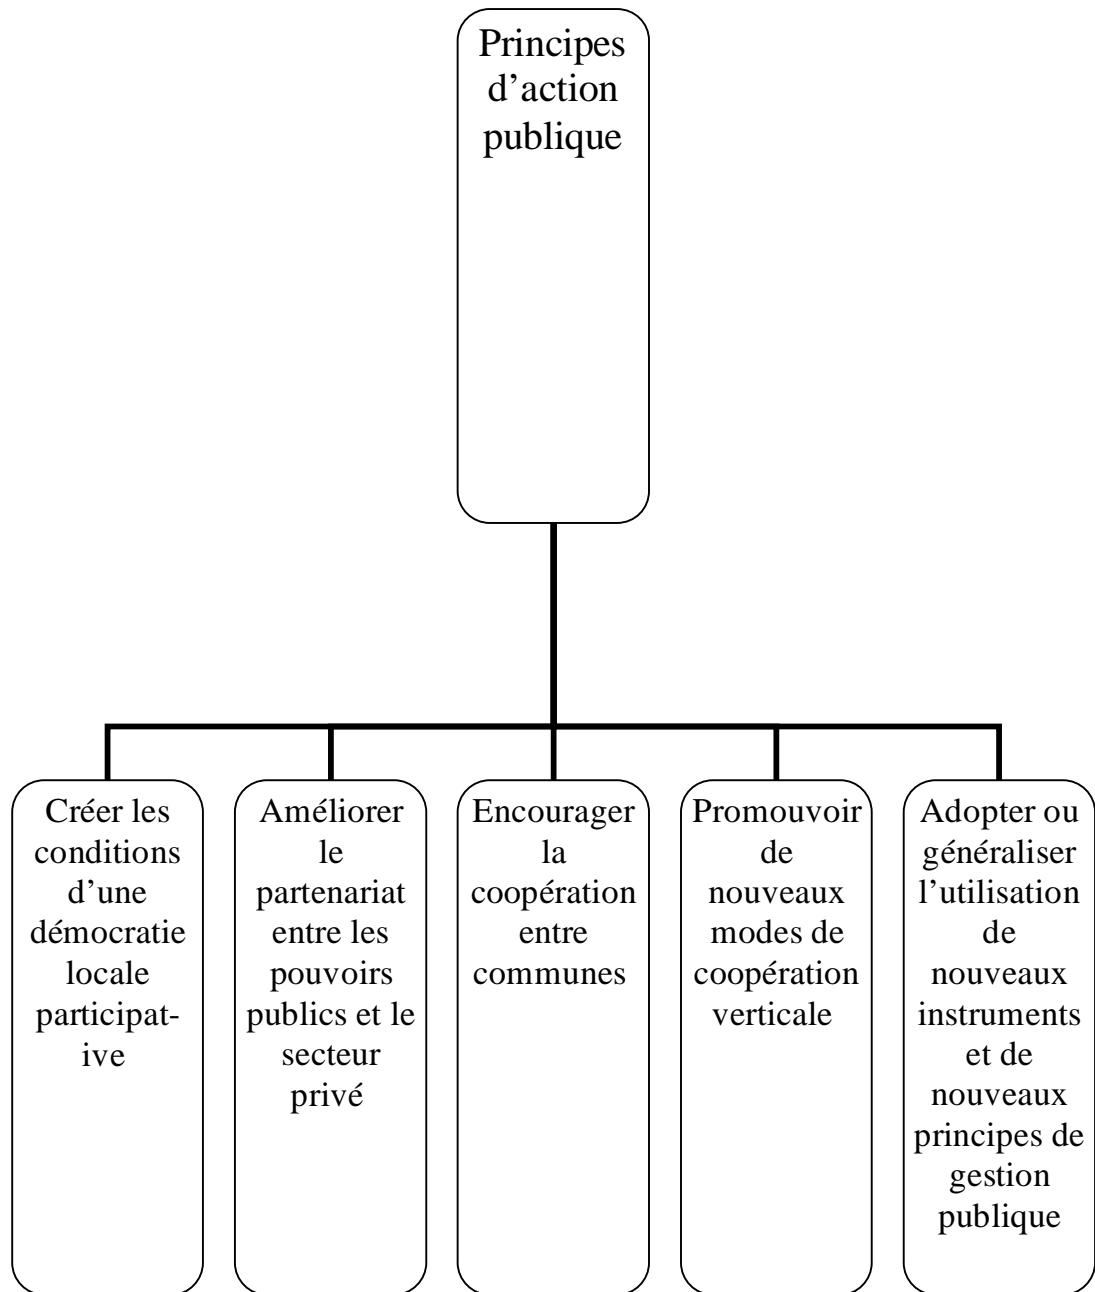 Principes
d’action
publique
Créer les
conditions
d’une
démocratie
locale
participat-
ive
Améliorer
le
partenariat
entre les
pouvoirs
publics et le
secteur
privé
Encourager
la
coopération
entre
communes
Promouvoir
de
nouveaux
modes de
coopération
verticale
Adopter ou
généraliser
l’utilisation
de
nouveaux
instruments
et de
nouveaux
principes de
gestion
publique